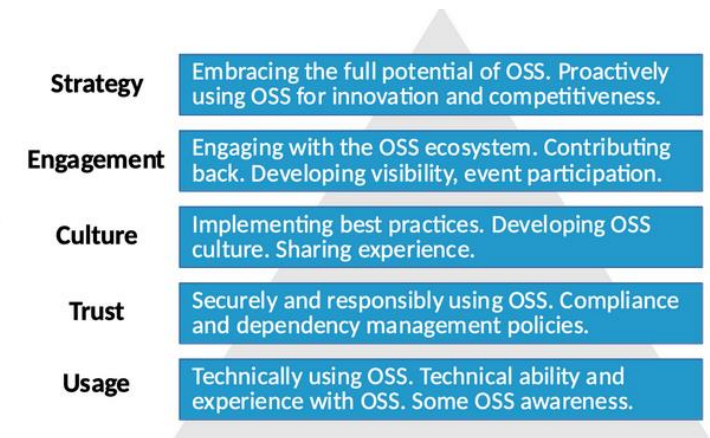 Strategy
Embracing the full potential of OSS. Proactively
using OSS for innovation and competitiveness.
Engagement
Engaging with the OSS ecosystem. Contributing
back. Developing visibility, event participation.
Culture
Implementing best practices. Developing OSS
culture. Sharing experience.
Trust
Securely and responsibly using OSS. Compliance
and dependency management policies.
Usage
Technically using OSS. Technical ability and
experience with OSS. Some OSS awareness.